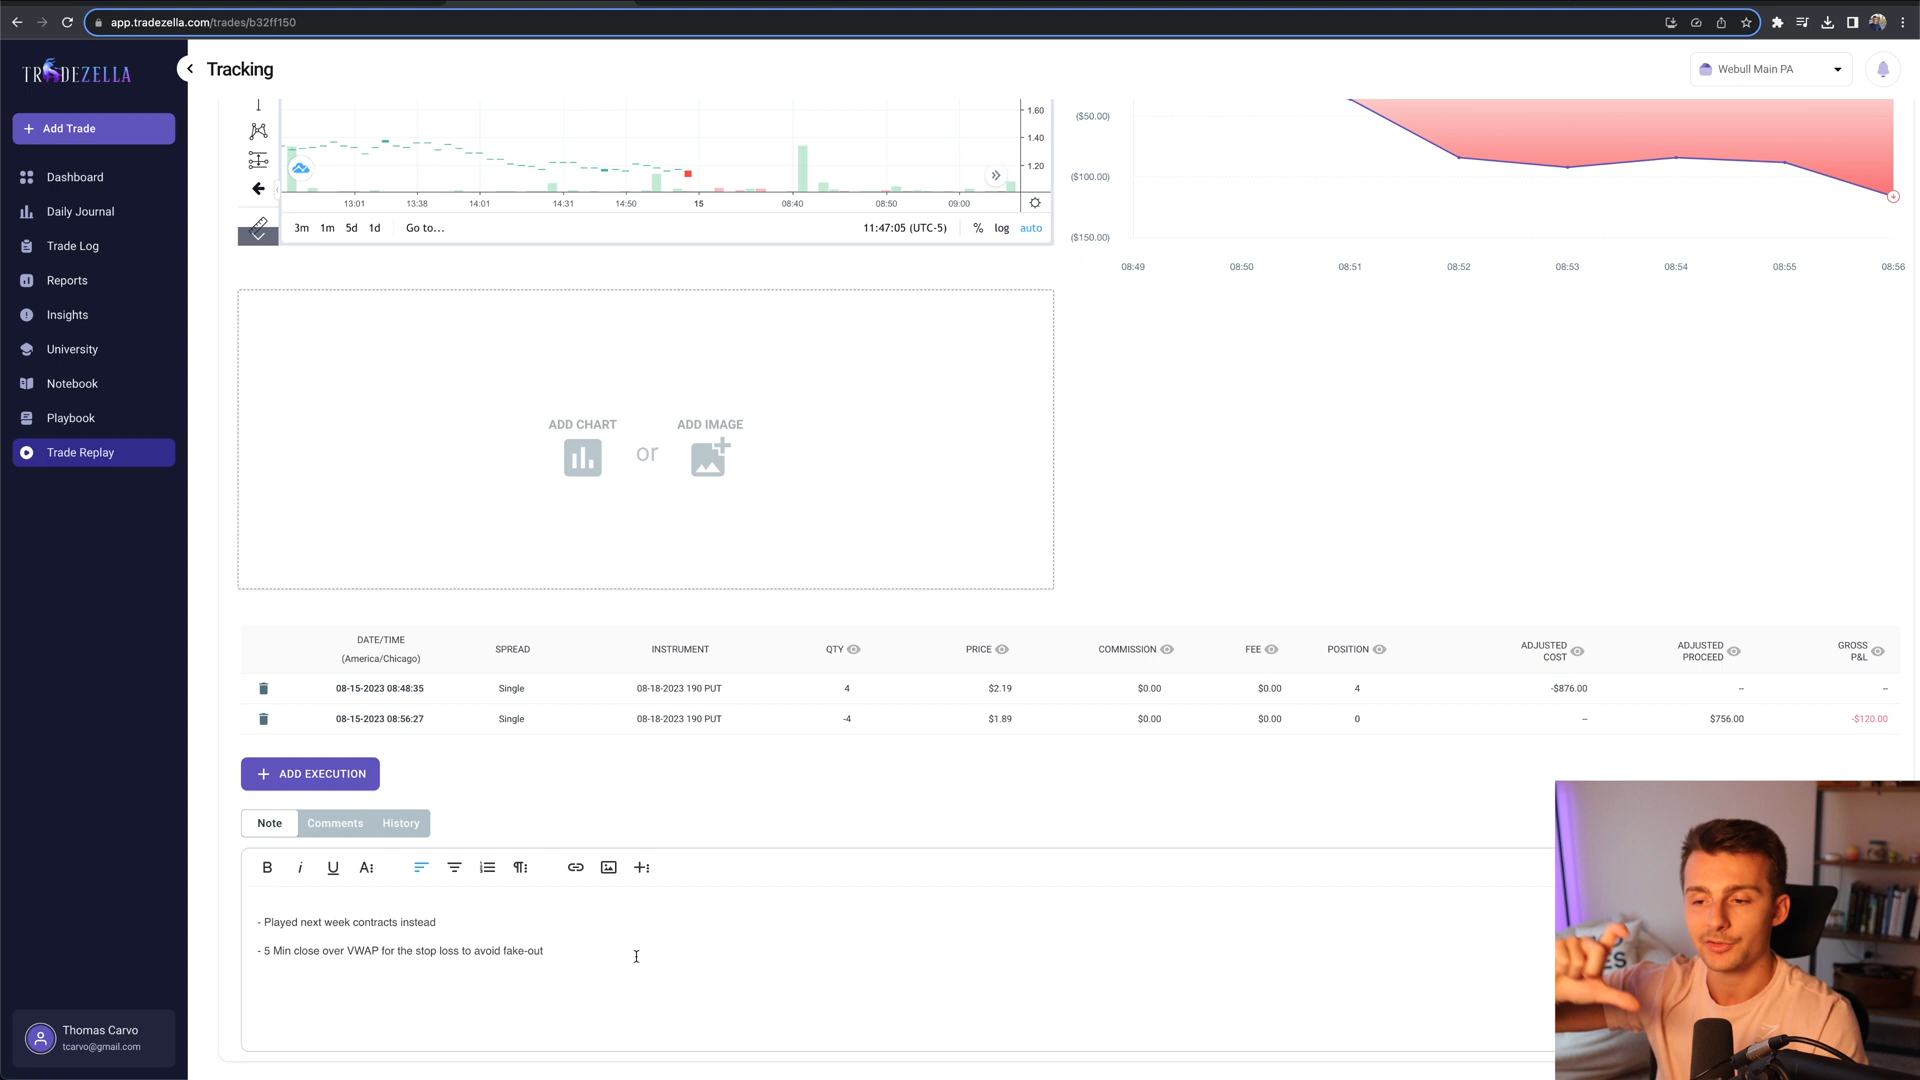 app.tradezella.com/trades/b32ff150
TRADEZELLA
Tracking
Webull Main PA
+ Add Trade
Dashboard
Daily Journal
Trade Log
Reports
Insights
University
Notebook
Playbook
Trade Replay
1.60
1.40
1.20
13:01 13:38 14:01 14:31 14:50 15 08:40 08:50 09:00
3m 1m 5d 1d Go to... 11:47:05 (UTC-5) % log auto
($50.00)
($100.00)
($150.00)
08:49 08:50 08:51 08:52 08:53 08:54 08:55 08:56
ADD CHART or ADD IMAGE
DATE/TIME (America/Chicago) SPREAD INSTRUMENT QTY PRICE COMMISSION FEE POSITION ADJUSTED COST ADJUSTED PROCEED GROSS P&L
08-15-2023 08:48:35 Single 08-18-2023 190 PUT 4 $2.19 $0.00 $0.00 4 -$876.00 -- --
08-15-2023 08:56:27 Single 08-18-2023 190 PUT -4 $1.89 $0.00 $0.00 0 -- $756.00 -$120.00
+ ADD EXECUTION
Note Comments History
B i U A
- Played next week contracts instead
- 5 Min close over VWAP for the stop loss to avoid fake-out
Thomas Carvo
tcarvo@gmail.com